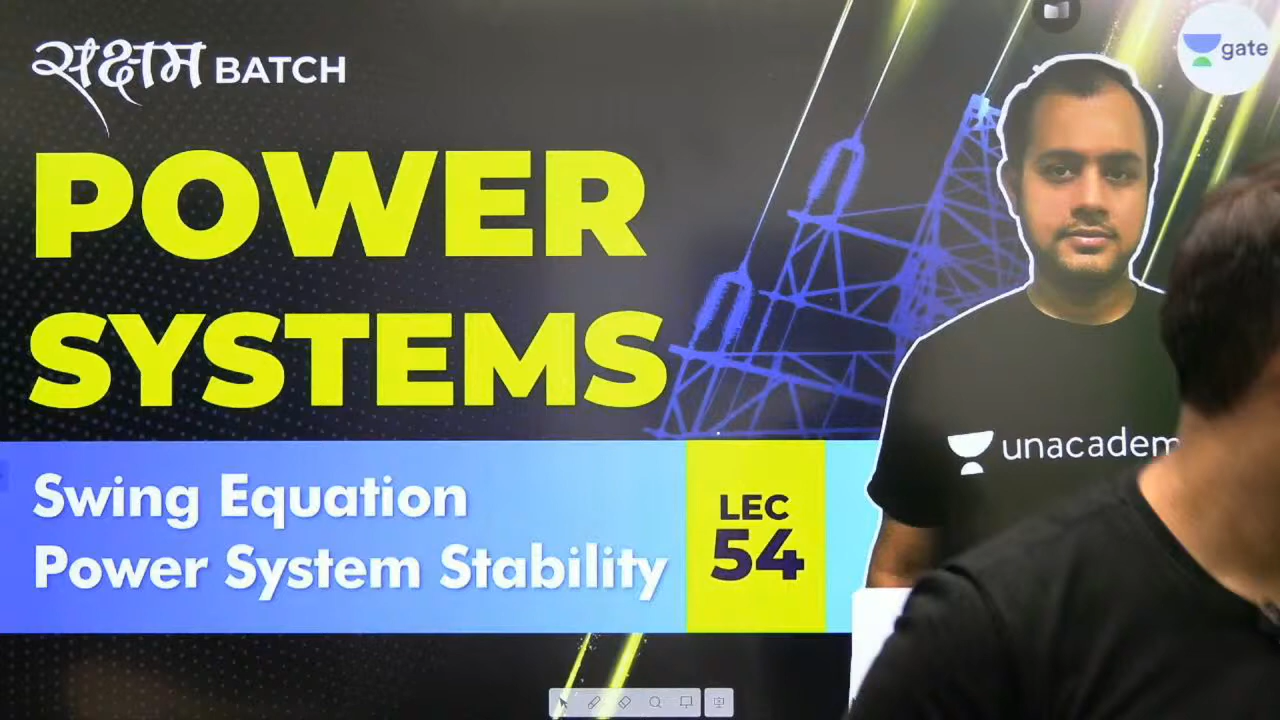 सक्षम BATCH
gate
POWER
SYSTEMS
unacadem
Swing Equation
Power System Stability
LEC
54